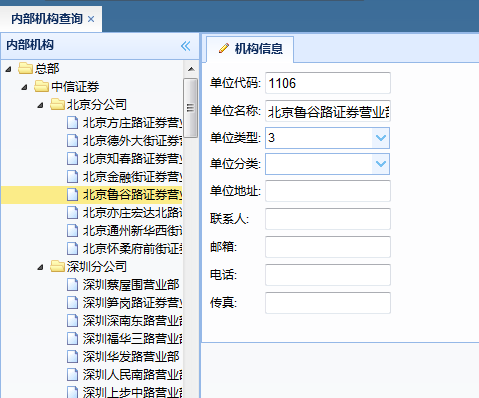 内部机构查询
内部机构
总部
中信证券
北京分公司
北京方庄路证券营业
北京德外大街证券
北京知春路证券营
北京金融街证券营
北京鲁谷路证券营业
北京亦庄宏达北路
北京通州新华西街
北京怀柔府前街证
深圳分公司
深圳蔡屋围营业部
深圳笋岗路证券营
深圳深南东路营业部
深圳福华三路营业
深圳华发路营业部
深圳人民南路营业
深圳上步中路营业
机构信息
单位代码: 1106
单位名称: 北京鲁谷路证券营业部
单位类型: 3
单位分类:
单位地址:
联系人:
邮箱:
电话:
传真: